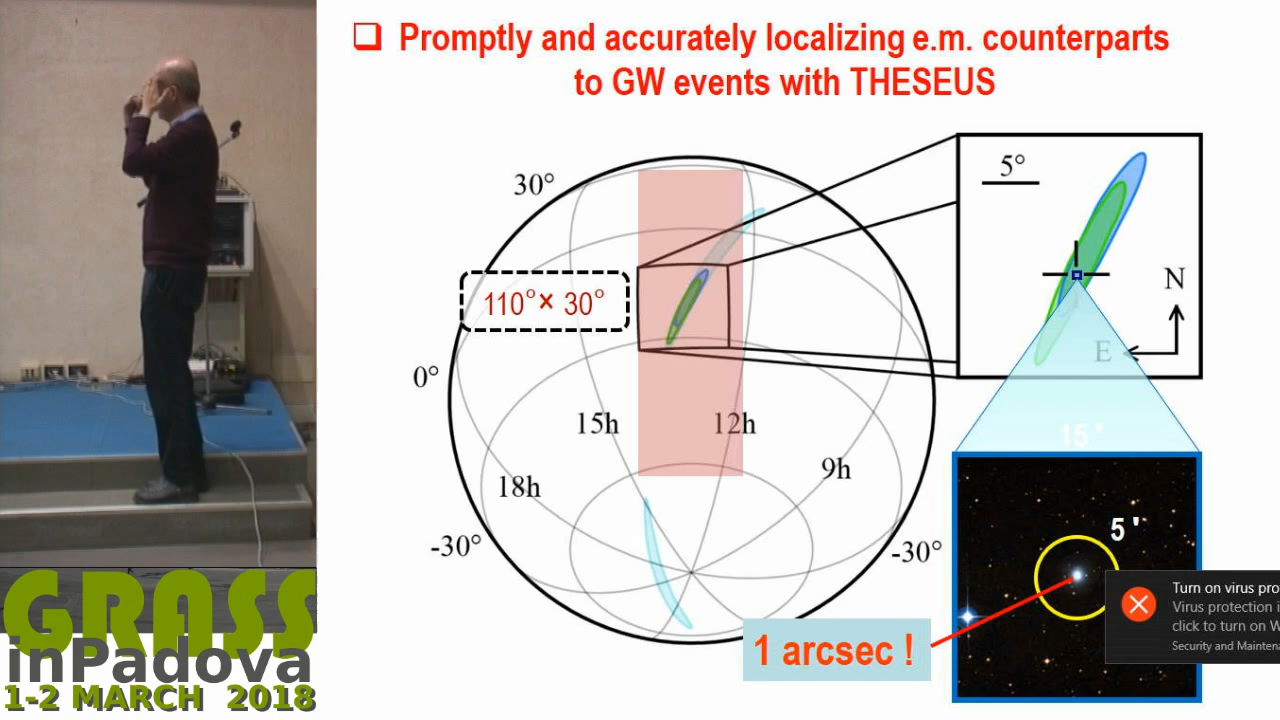 ❑ Promptly and accurately localizing e.m. counterparts
to GW events with THESEUS
30°
5°
110°× 30°
N
E
0°
15h
12h
15 '
9h
18h
5 '
-30°
-30°
Turn on virus pro
Virus protection i
click to turn on W
Security and Maintena
1 arcsec !
GRASS
inPadova
1-2 MARCH 2018